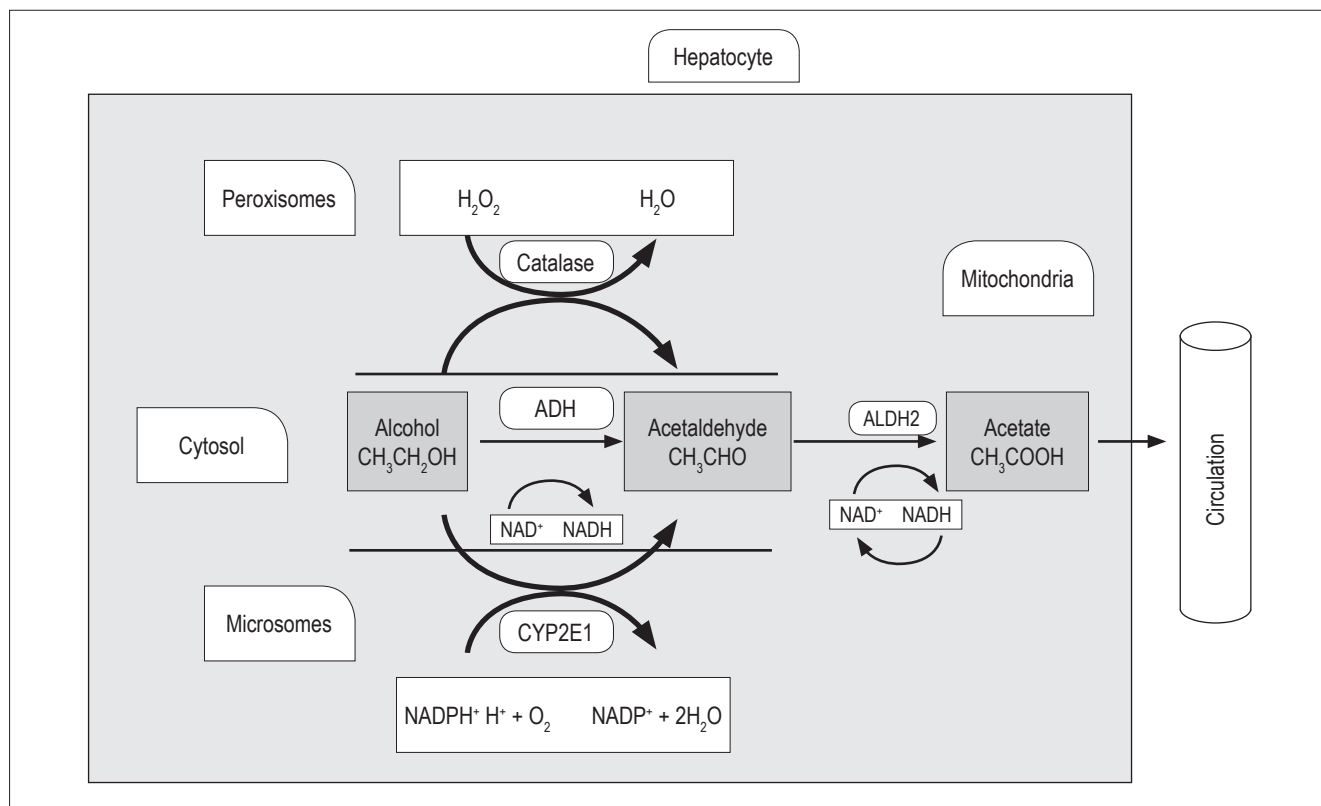 Hepatocyte
Peroxisomes
H₂O₂ H₂O
Catalase
Mitochondria
Cytosol
Alcohol
CH₃CH₂OH
ADH
Acetaldehyde
CH₃CHO
ALDH2
Acetate
CH₃COOH
Circulation
NAD⁺ NADH
NAD⁺ NADH
Microsomes
CYP2E1
NADPH⁺ H⁺ + O₂ NADP⁺ + 2H₂O